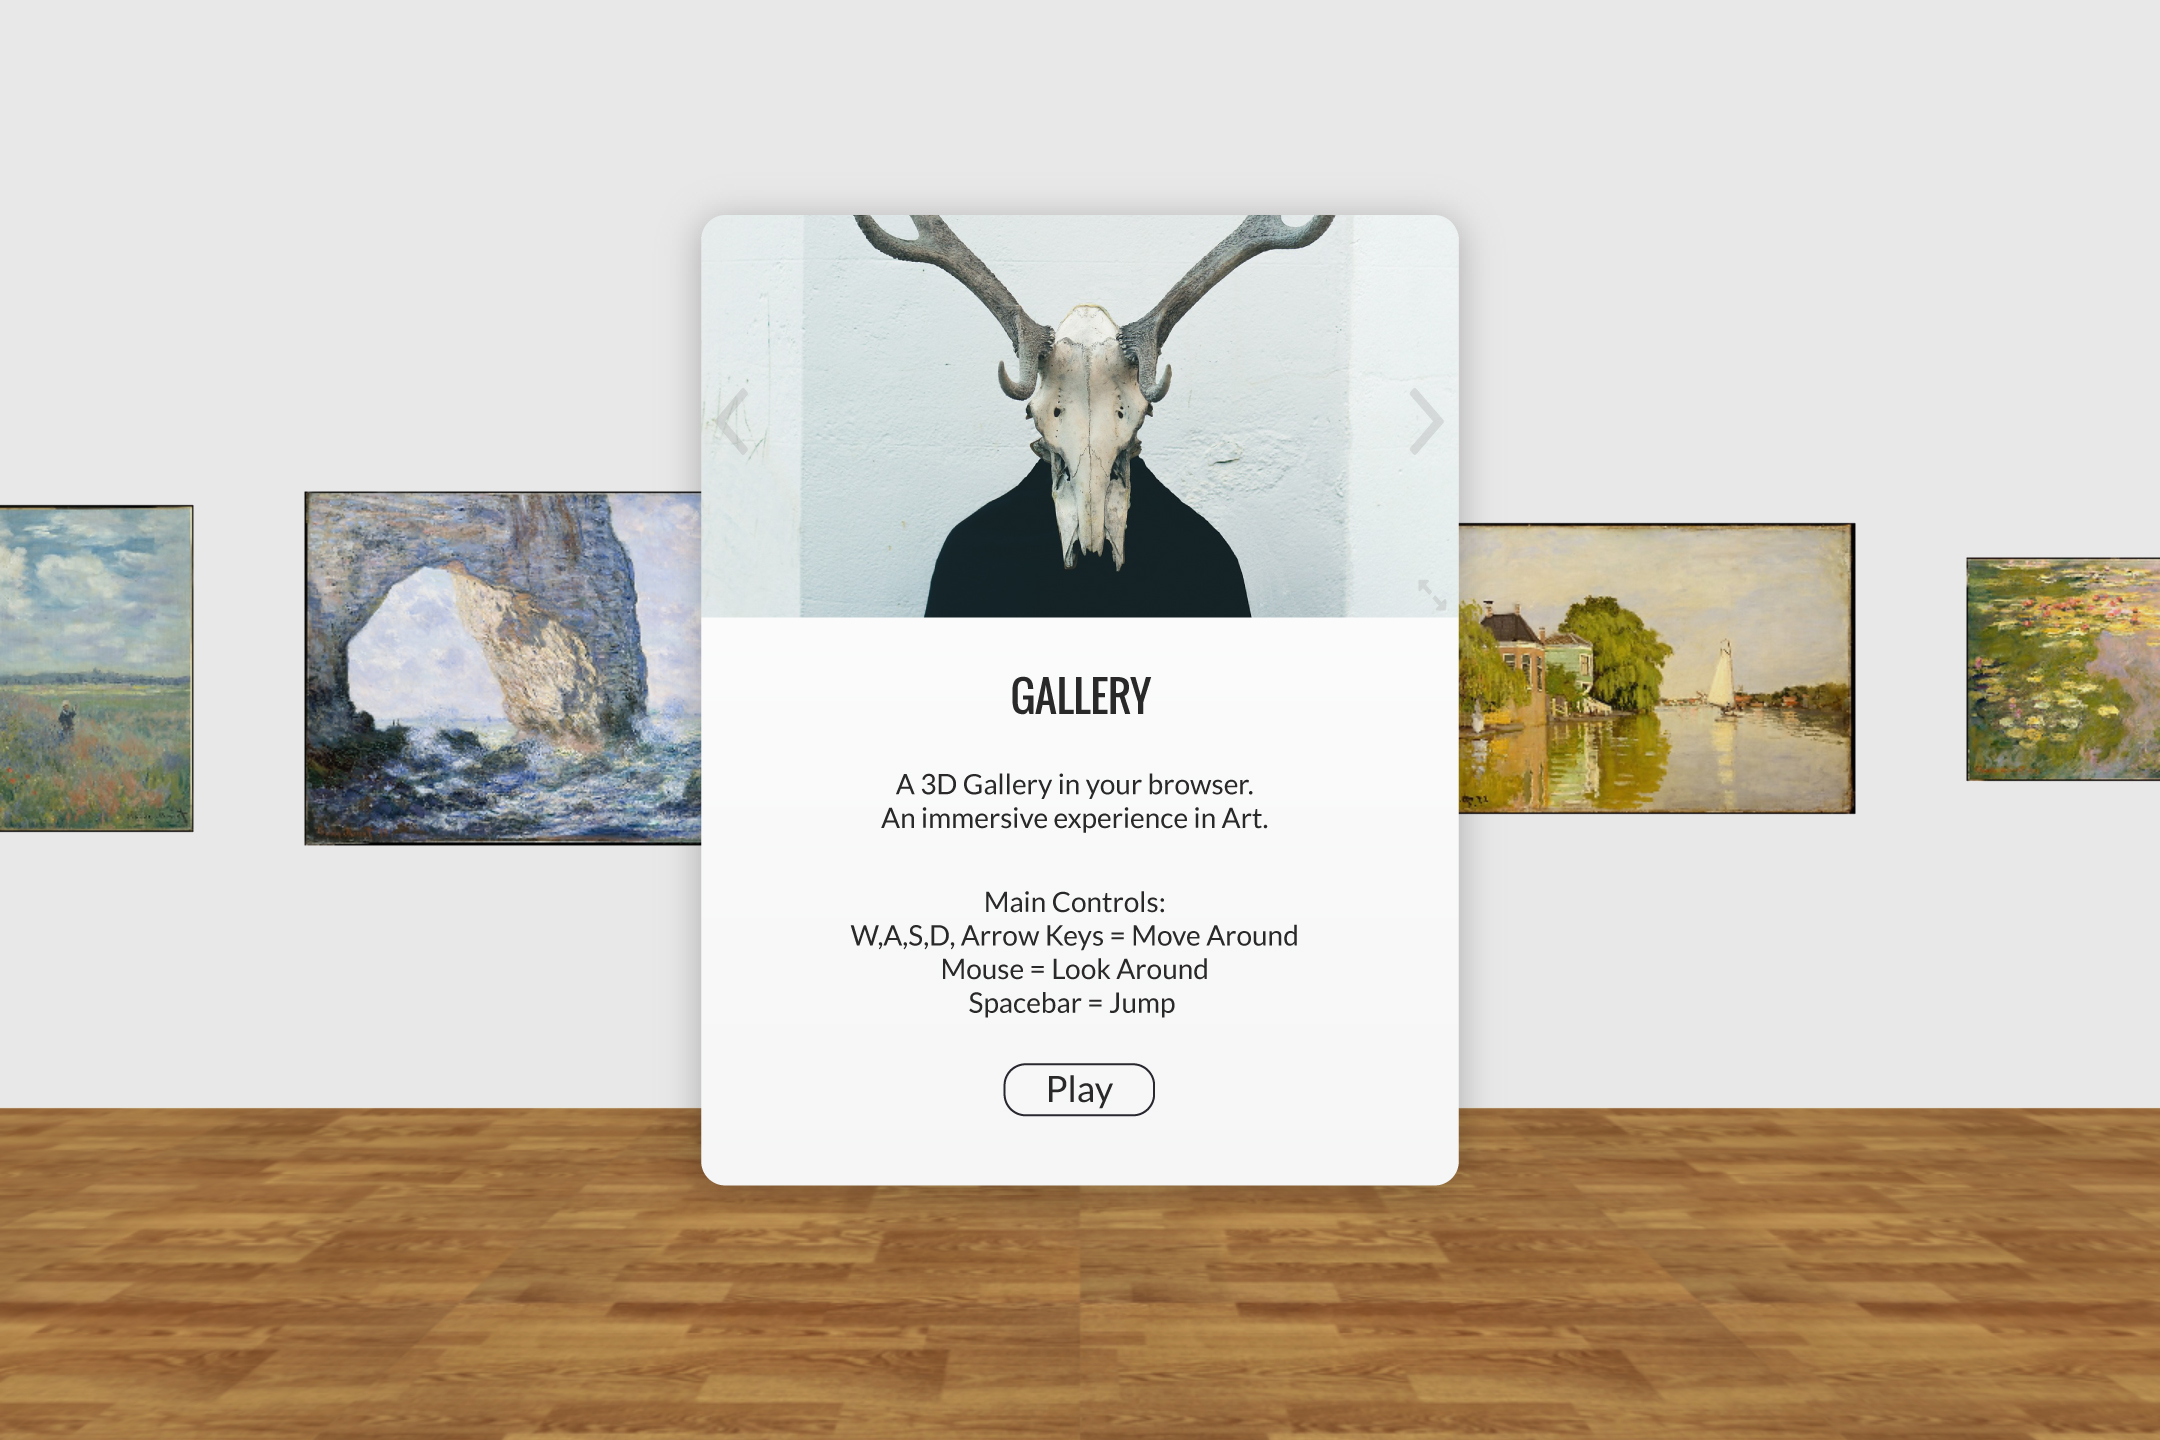 GALLERY
A 3D Gallery in your browser.
An immersive experience in Art.
Main Controls:
W,A,S,D, Arrow Keys = Move Around
Mouse = Look Around
Spacebar = Jump
Play